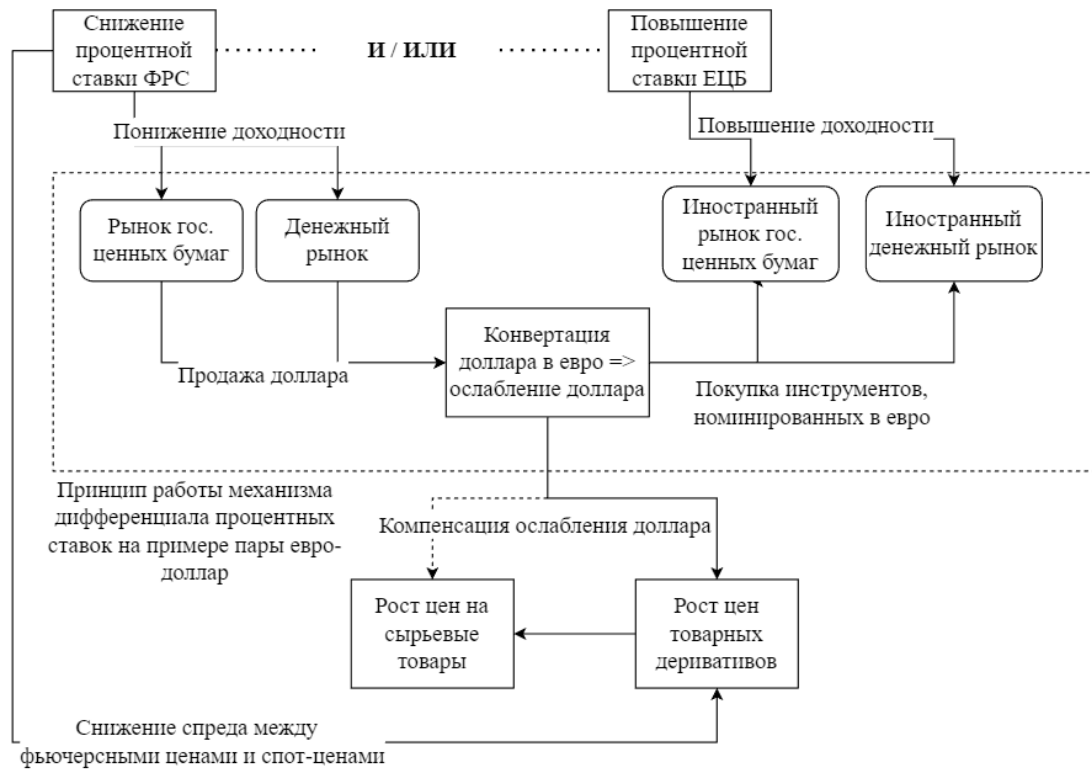 Снижение
процентной
ставки ФРС
И / ИЛИ
Повышение
процентной
ставки ЕЦБ
Понижение доходности
Повышение доходности
Рынок гос.
ценных бумаг
Денежный
рынок
Иностранный
рынок гос.
ценных бумаг
Иностранный
денежный рынок
Конвертация
доллара в евро =>
ослабление доллара
Продажа доллара
Покупка инструментов,
номинированных в евро
Принцип работы механизма
дифференциала процентных
ставок на примере пары евро-
доллар
Компенсация ослабления доллара
Рост цен на
сырьевые
товары
Рост цен
товарных
деривативов
Снижение спреда между
фьючерсными ценами и спот-ценами